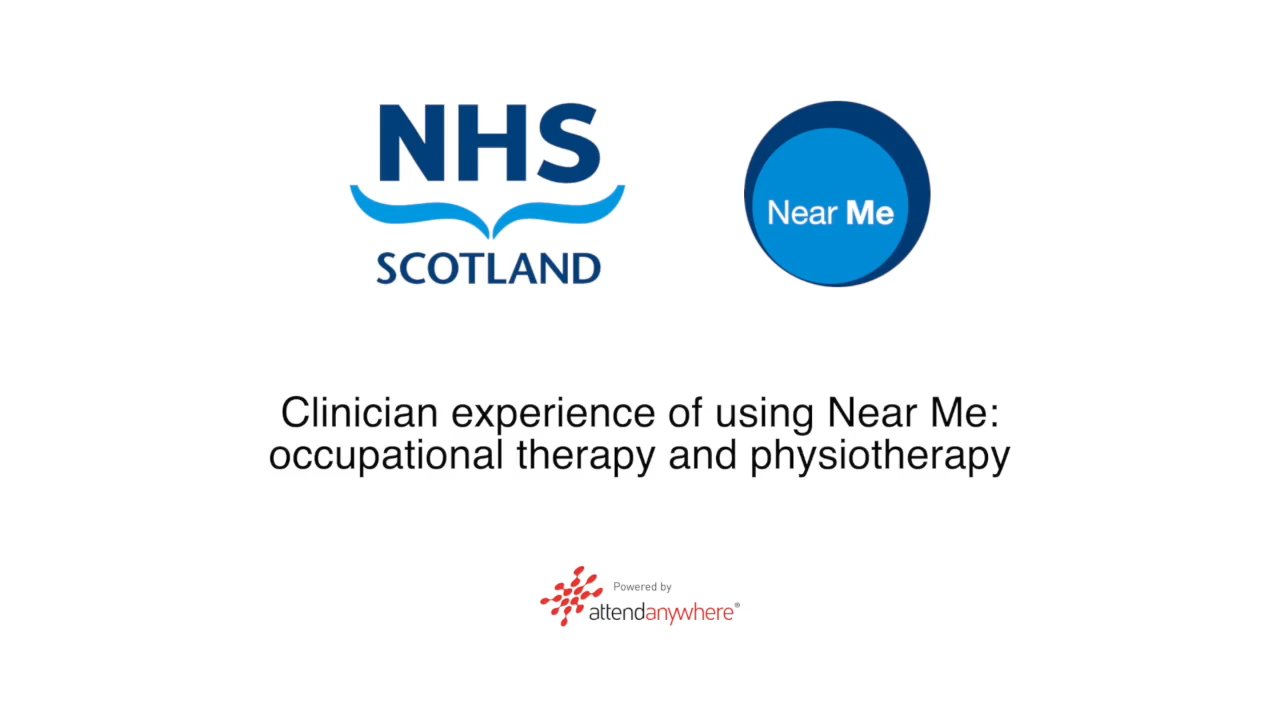 NHS
SCOTLAND
Near Me
Clinician experience of using Near Me:
occupational therapy and physiotherapy
Powered by
attendanywhere®